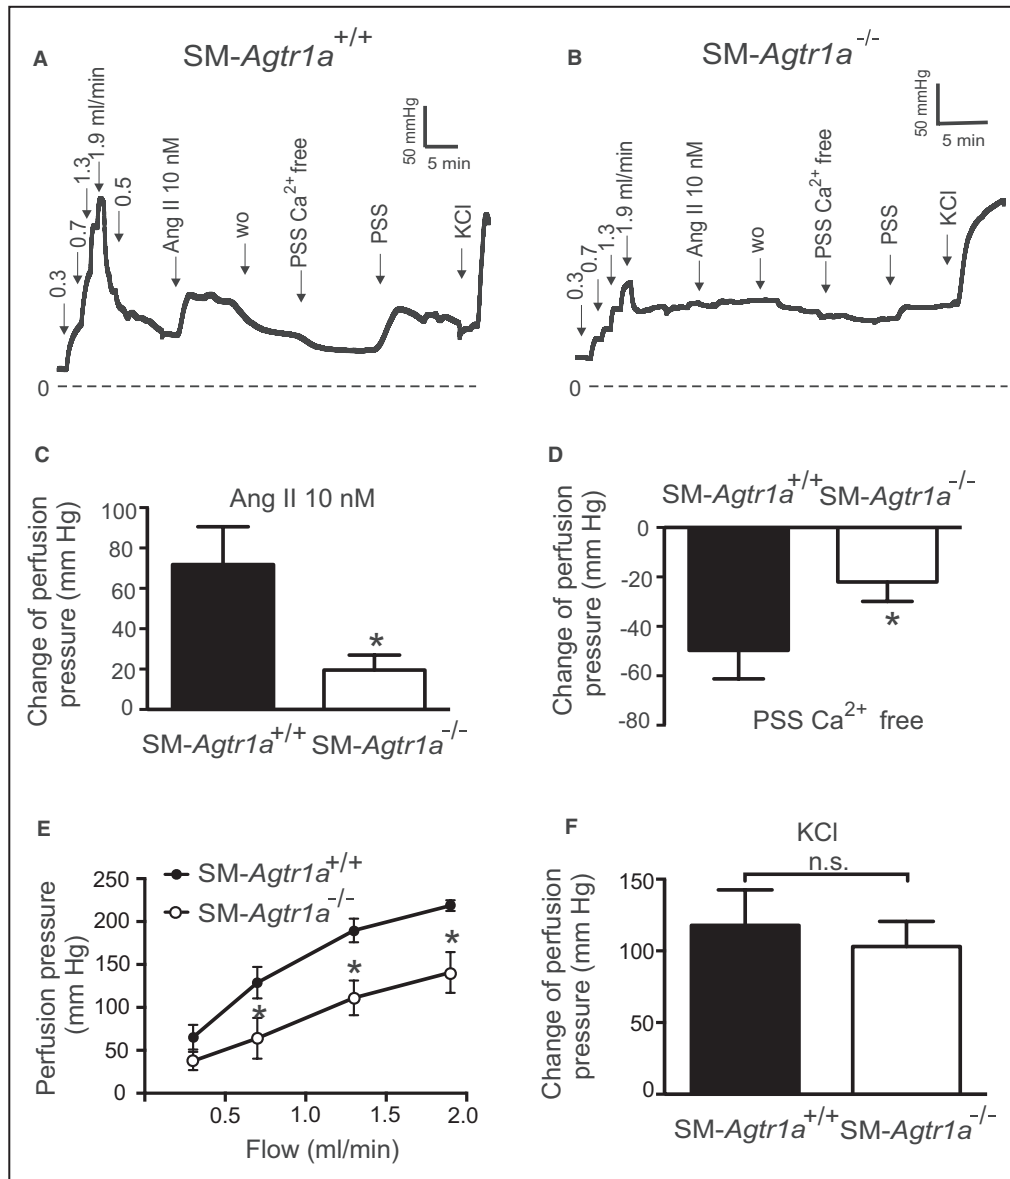 A
SM-Agtr1a+/+
0.3
0.7
1.3
1.9 ml/min
0.5
Ang II 10 nM
wo
PSS Ca2+ free
PSS
KCl
50 mmHg
5 min
0
B
SM-Agtr1a-/-
0.3
0.7
1.3
1.9 ml/min
Ang II 10 nM
wo
PSS Ca2+ free
PSS
KCl
50 mmHg
5 min
0
C
Ang II 10 nM
Change of perfusion
pressure (mm Hg)
100
80
60
40
20
0
*
SM-Agtr1a+/+ SM-Agtr1a-/-
D
SM-Agtr1a+/+ SM-Agtr1a-/-
Change of perfusion
pressure (mm Hg)
0
-20
-40
-60
-80
*
PSS Ca2+ free
E
SM-Agtr1a+/+
SM-Agtr1a-/-
Perfusion pressure
(mm Hg)
250
200
150
100
50
0
*
*
*
0.5 1.0 1.5 2.0
Flow (ml/min)
F
KCl
n.s.
Change of perfusion
pressure (mm Hg)
150
100
50
0
SM-Agtr1a+/+ SM-Agtr1a-/-